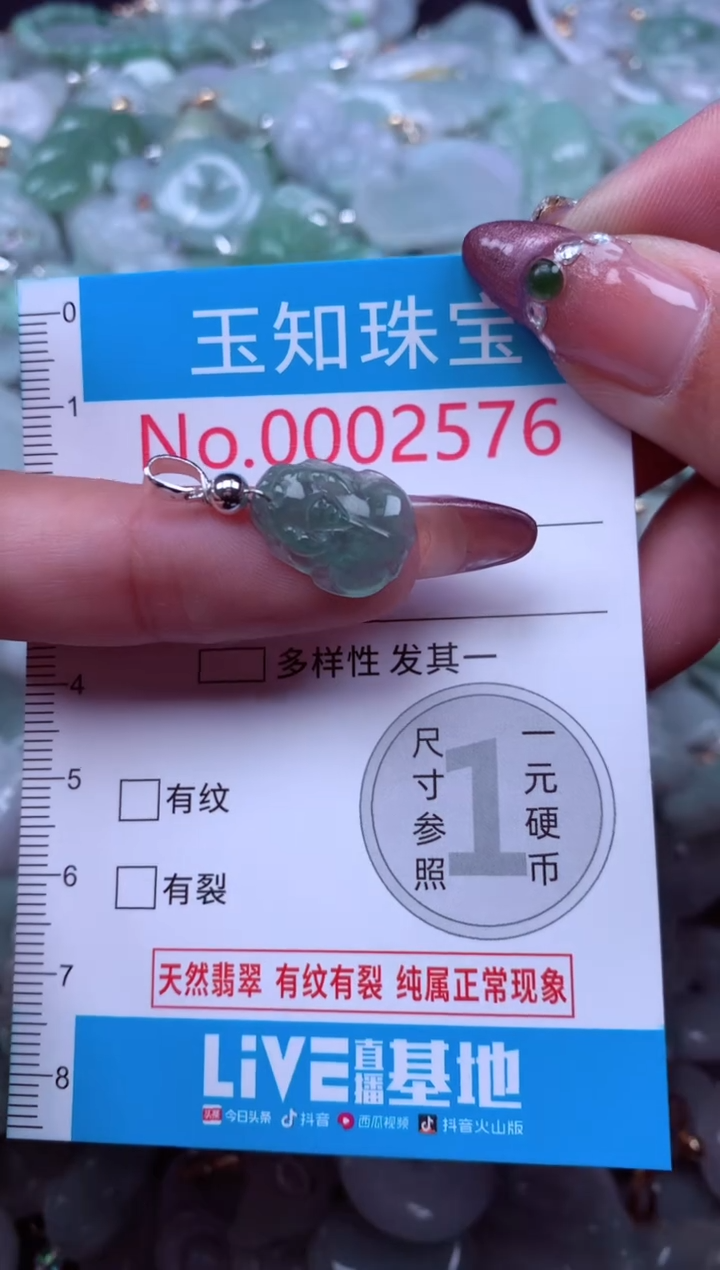 玉知珠宝
No.0002576
0
1
多样性 发其一
4
尺寸参照
一元硬币
1
5
有纹
6
有裂
7
天然翡翠 有纹有裂 纯属正常现象
8
LiVE直播基地
头条 今日头条 抖音 西瓜视频 抖音火山版